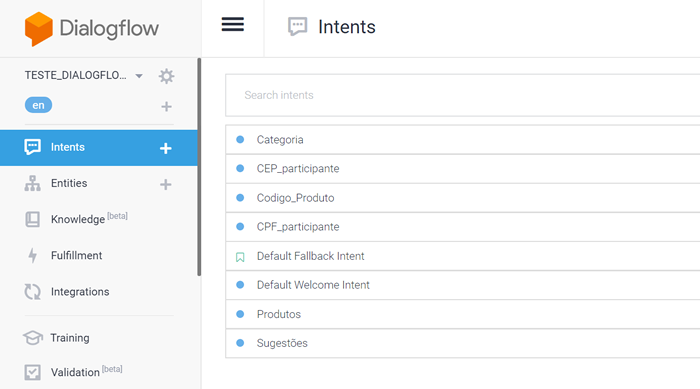 Dialogflow
Intents
TESTE_DIALOGFLO...
en
Intents
Entities
Knowledge [beta]
Fulfillment
Integrations
Training
Validation [beta]
Search intents
Categoria
CEP_participante
Codigo_Produto
CPF_participante
Default Fallback Intent
Default Welcome Intent
Produtos
Sugestões